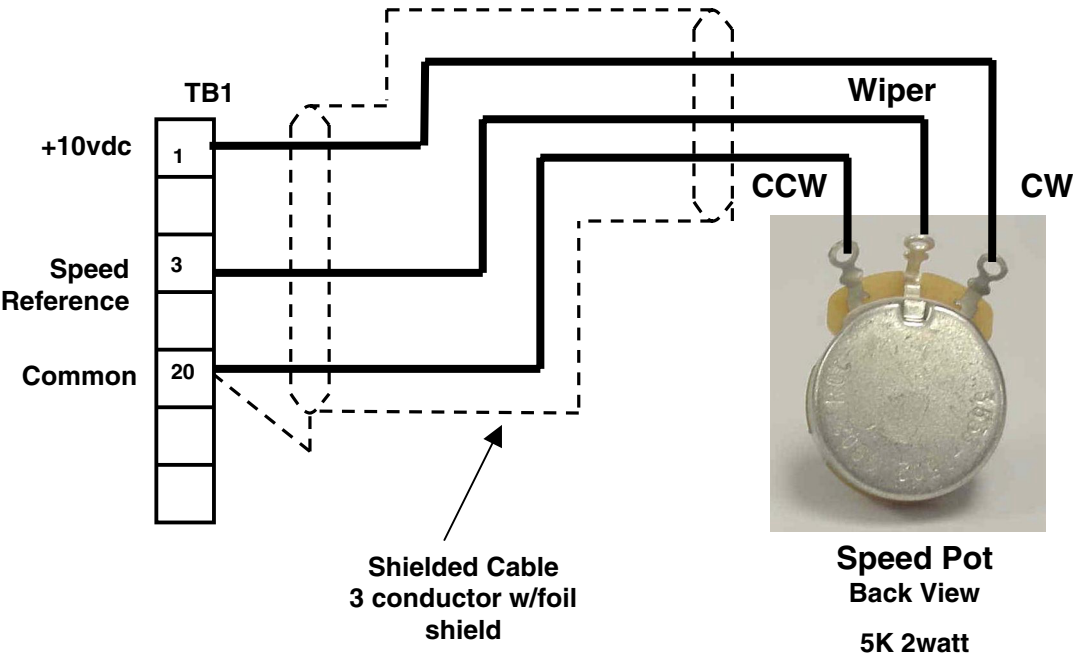 TB1
+10vdc
1
Wiper
CCW
CW
Speed
Reference
3
Common
20
Shielded Cable
3 conductor w/foil
shield
Speed Pot
Back View
5K 2watt